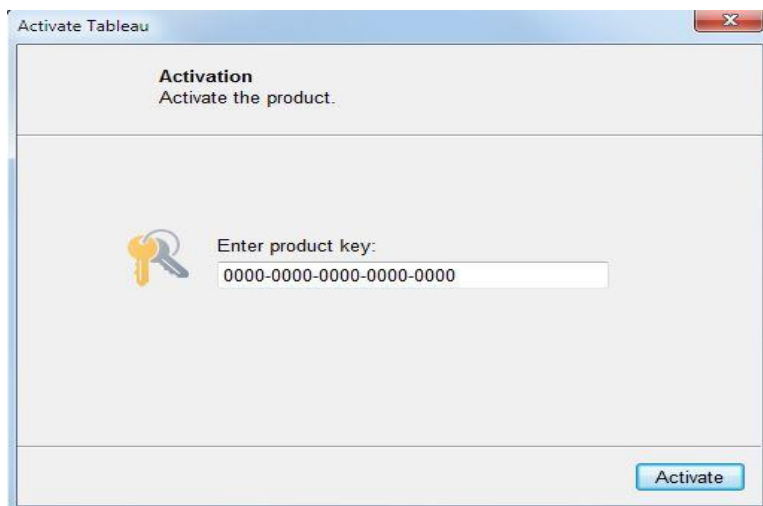 Activate Tableau
Activation
Activate the product.
Enter product key:
0000-0000-0000-0000-0000
Activate